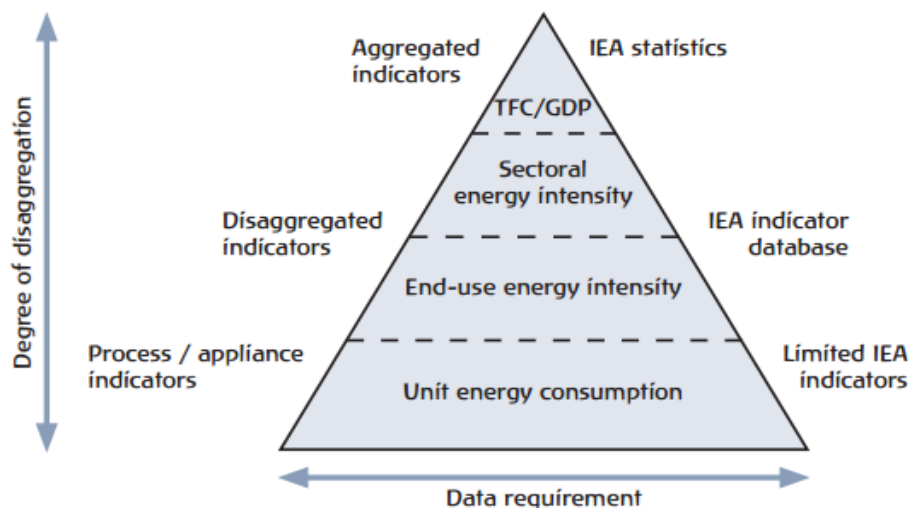 Aggregated
indicators
IEA statistics
TFC/GDP
Sectoral
energy intensity
Disaggregated
indicators
IEA indicator
database
End-use energy intensity
Process / appliance
indicators
Limited IEA
indicators
Unit energy consumption
Degree of disaggregation
Data requirement